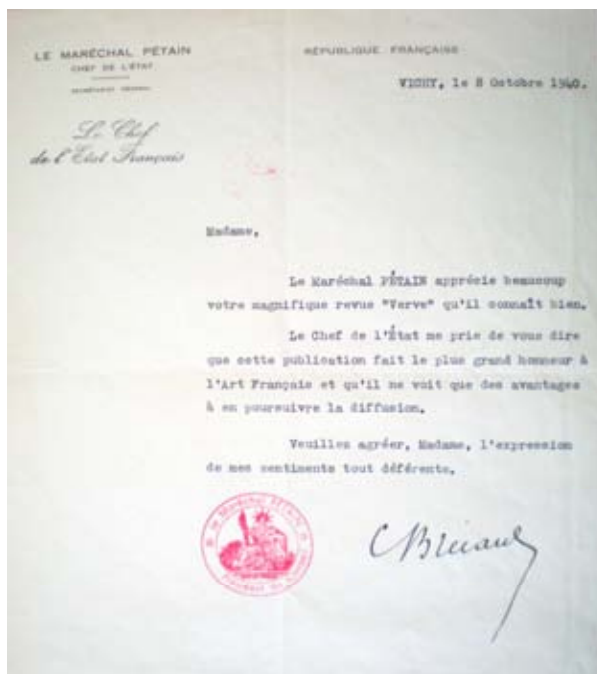 LE MARÉCHAL PÉTAIN
CHEF DE L'ÉTAT
RÉPUBLIQUE FRANÇAISE
VICHY, le 8 Octobre 1940.
Le Chef
de l'État Français
Madame,
Le Maréchal PÉTAIN apprécie beaucoup
votre magnifique revue "Verve" qu'il connaît bien.
Le Chef de l'État me prie de vous dire
que cette publication fait le plus grand honneur à
l'Art Français et qu'il ne voit que des avantages
à en poursuivre la diffusion.
Veuillez agréer, Madame, l'expression
de mes sentiments tout déférents.
Le Maréchal PÉTAIN